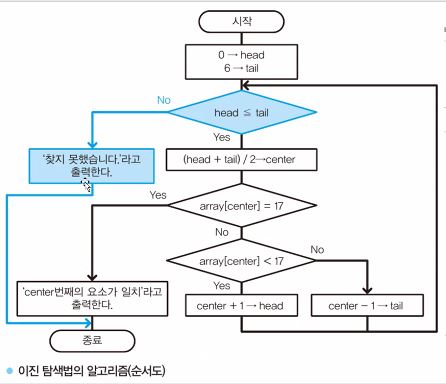 시작
0 → head
6 → tail
No
head ≦ tail
Yes
'찾지 못했습니다.'라고
출력한다.
(head + tail) / 2→center
Yes
array[center] = 17
No
No
array[center] < 17
Yes
'center번째의 요소가 일치'라고
출력한다.
center + 1 → head
center − 1 → tail
종료
이진 탐색법의 알고리즘(순서도)